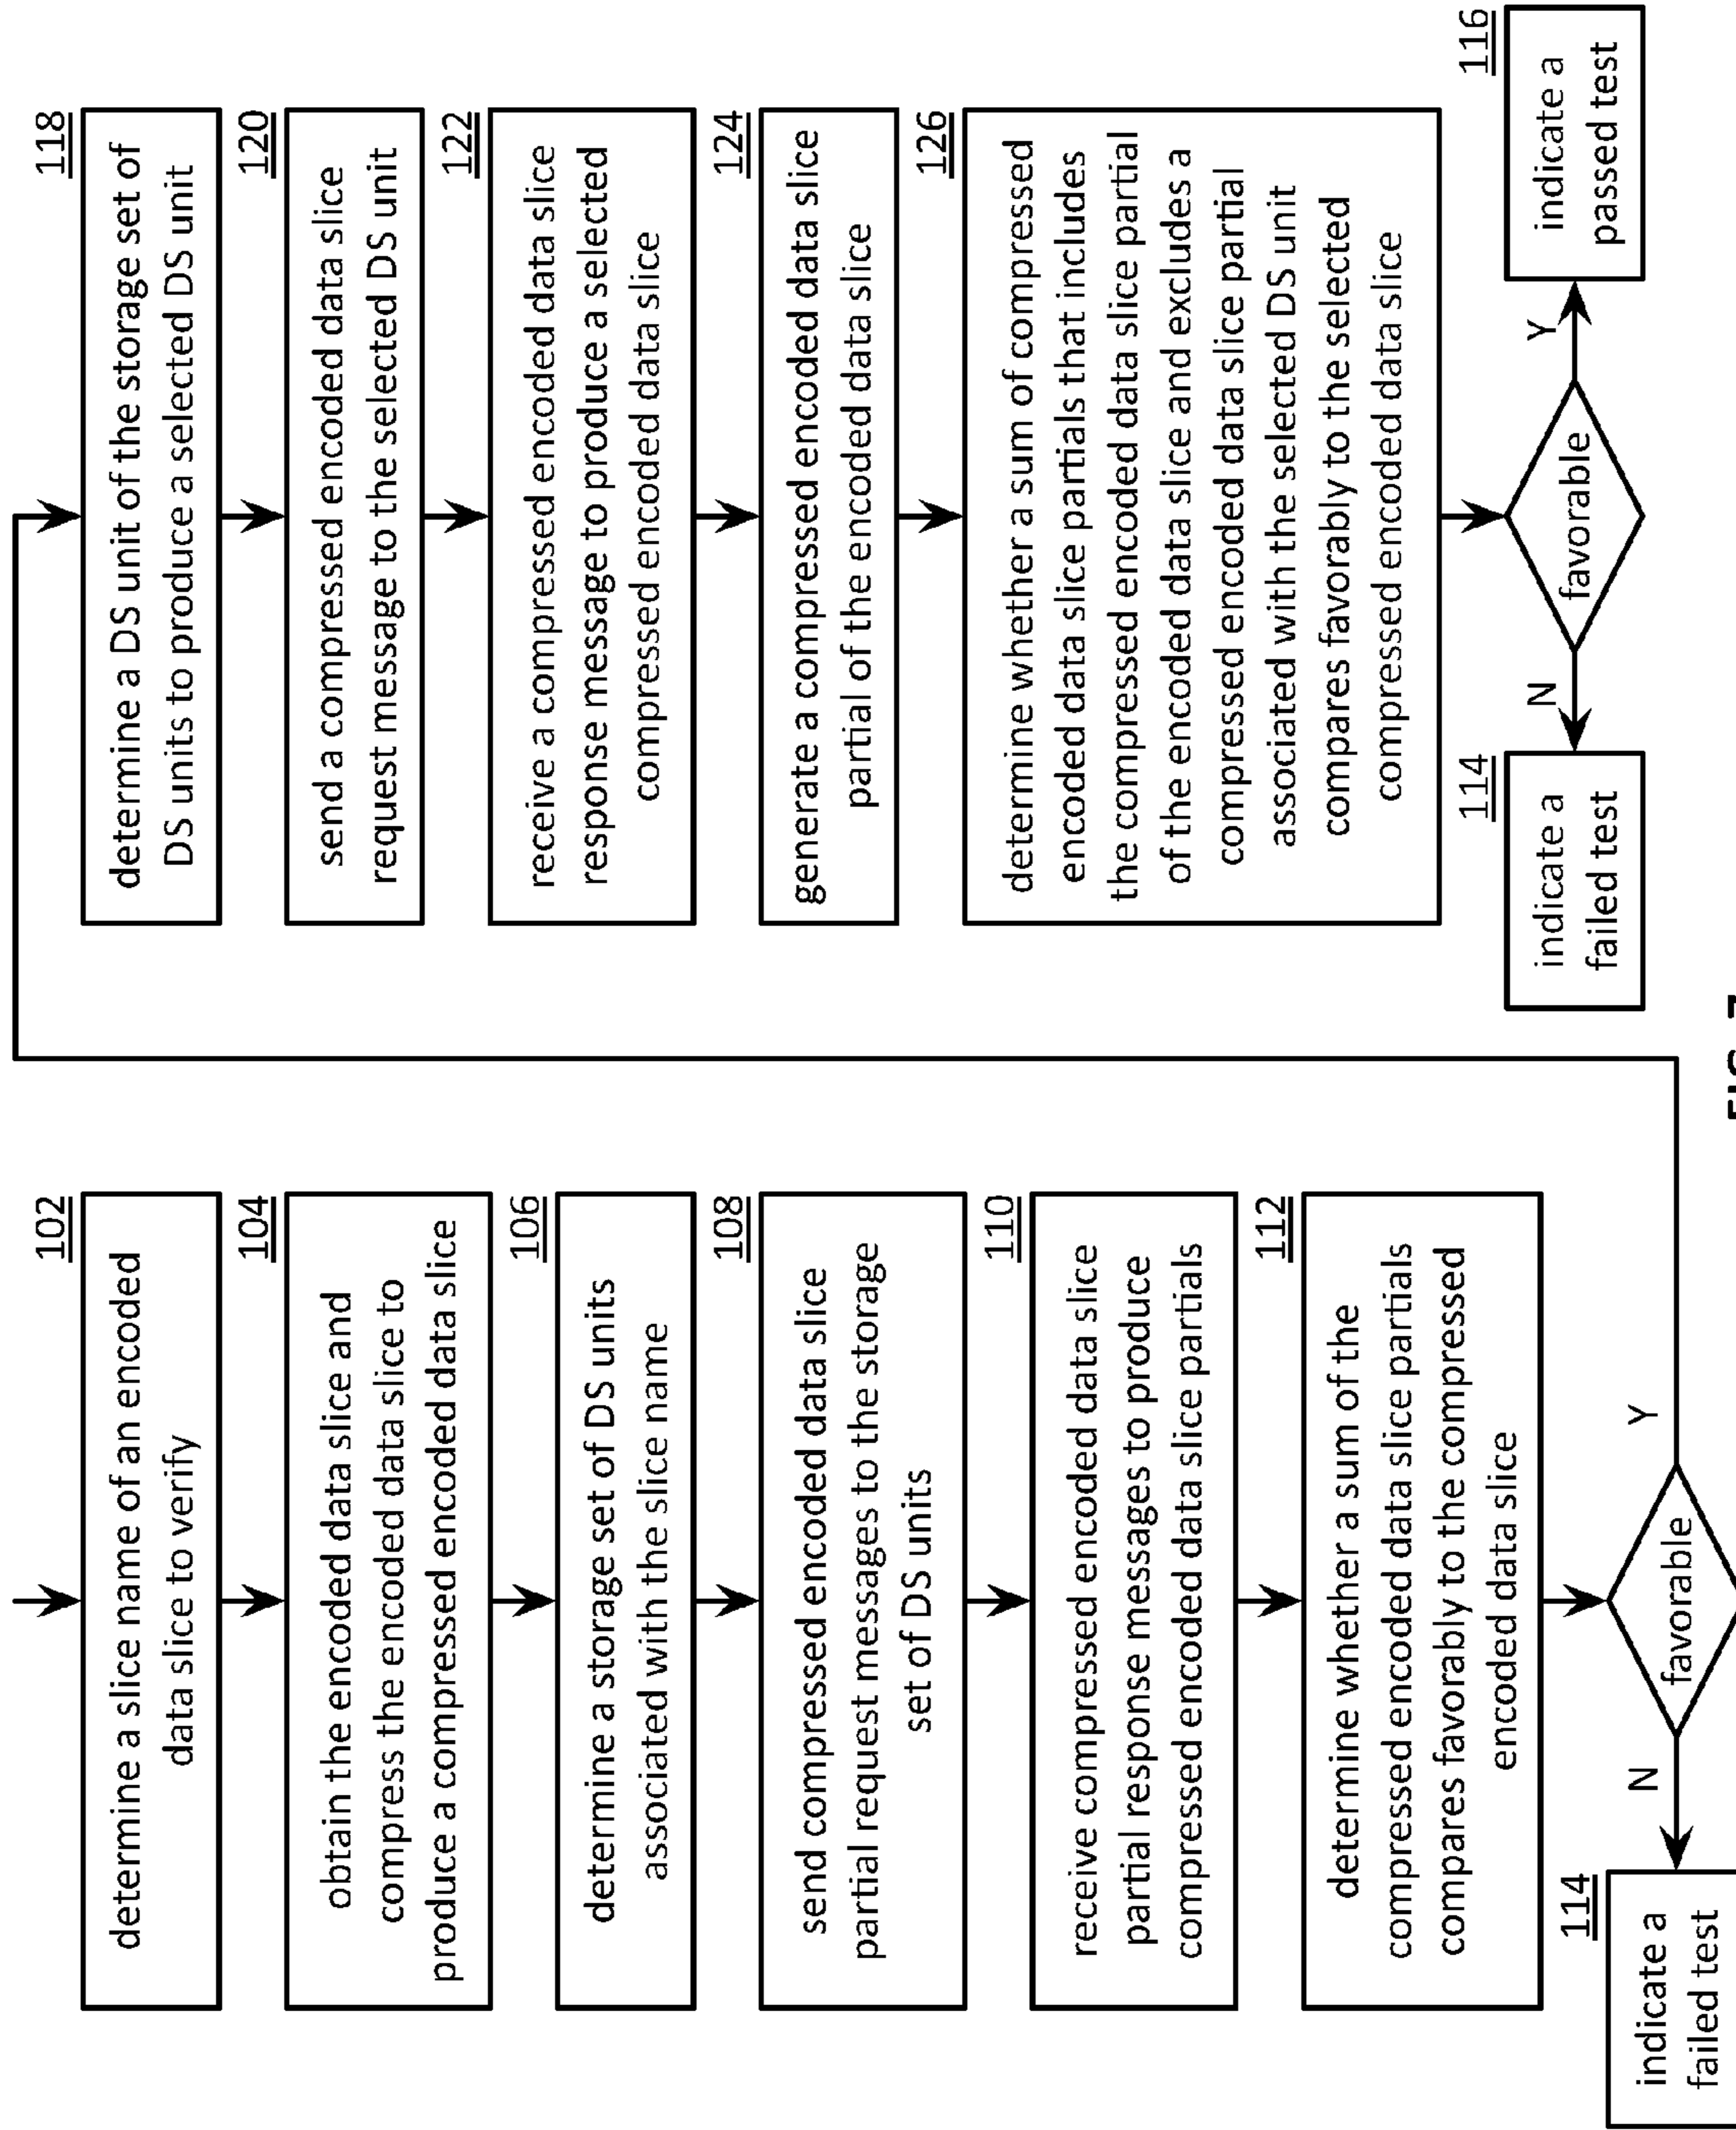 102
determine a slice name of an encoded
data slice to verify
104
obtain the encoded data slice and
compress the encoded data slice to
produce a compressed encoded data slice
106
determine a storage set of DS units
associated with the slice name
108
send compressed encoded data slice
partial request messages to the storage
set of DS units
110
receive compressed encoded data slice
partial response messages to produce
compressed encoded data slice partials
112
determine whether a sum of the
compressed encoded data slice partials
compares favorably to the compressed
encoded data slice
favorable
N
Y
114
indicate a
failed test
118
determine a DS unit of the storage set of
DS units to produce a selected DS unit
120
send a compressed encoded data slice
request message to the selected DS unit
122
receive a compressed encoded data slice
response message to produce a selected
compressed encoded data slice
124
generate a compressed encoded data slice
partial of the encoded data slice
126
determine whether a sum of compressed
encoded data slice partials that includes
the compressed encoded data slice partial
of the encoded data slice and excludes a
compressed encoded data slice partial
associated with the selected DS unit
compares favorably to the selected
compressed encoded data slice
favorable
N
Y
114
indicate a
failed test
116
indicate a
passed test